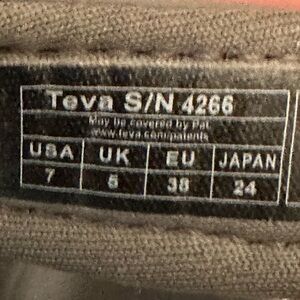 Teva S/N 4266
May be covered by Pat.
www.teva.com/patents
USA UK EU JAPAN
7 5 38 24